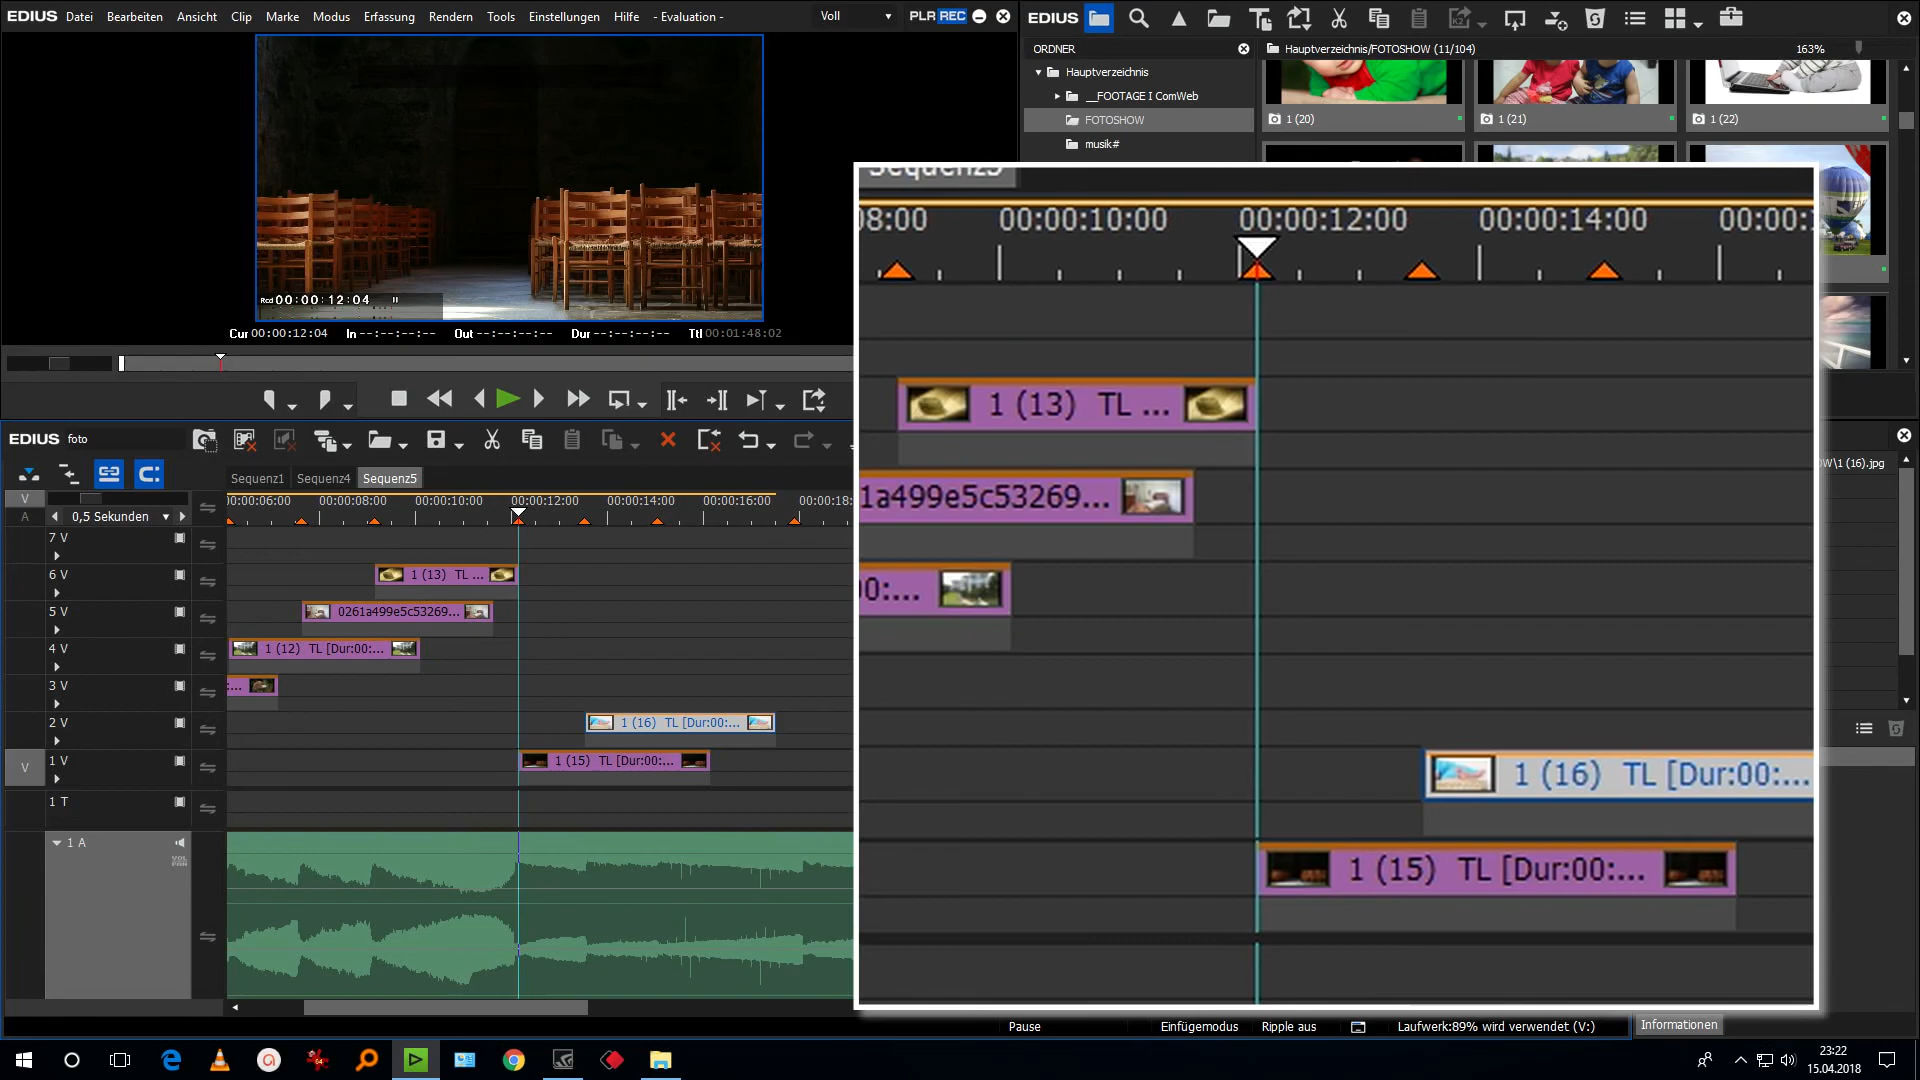 EDIUS Datei Bearbeiten Ansicht Clip Marke Modus Erfassung Rendern Tools Einstellungen Hilfe - Evaluation - Voll PLR REC
Rcd 00:00:12:04
Cur 00:00:12:04 In --:--:--:-- Out --:--:--:-- Dur --:--:--:-- Ttl 00:01:48:02
EDIUS
ORDNER
Hauptverzeichnis/FOTOSHOW (11/104) 163%
Hauptverzeichnis
__FOOTAGE I ComWeb
FOTOSHOW
musik#
1 (20) 1 (21) 1 (22)
EDIUS foto
Sequenz1 Sequenz4 Sequenz5
V
A
0,5 Sekunden
00:00:06:00 00:00:08:00 00:00:10:00 00:00:12:00 00:00:14:00 00:00:16:00 00:00:18:
7 V
6 V
1 (13) TL ...
5 V
0261a499e5c53269...
4 V
1 (12) TL [Dur:00:...
3 V
:...
2 V
1 (16) TL [Dur:00:...
V
1 V
1 (15) TL [Dur:00:...
1 T
1 A
VOL
PAN
08:00 00:00:10:00 00:00:12:00 00:00:14:00 00:00:
1 (13) TL ...
1a499e5c53269...
00:...
1 (16) TL [Dur:00:...
1 (15) TL [Dur:00:...
W\1 (16).jpg
Pause Einfügemodus Ripple aus Laufwerk:89% wird verwendet (V:)
Informationen
23:22
15.04.2018